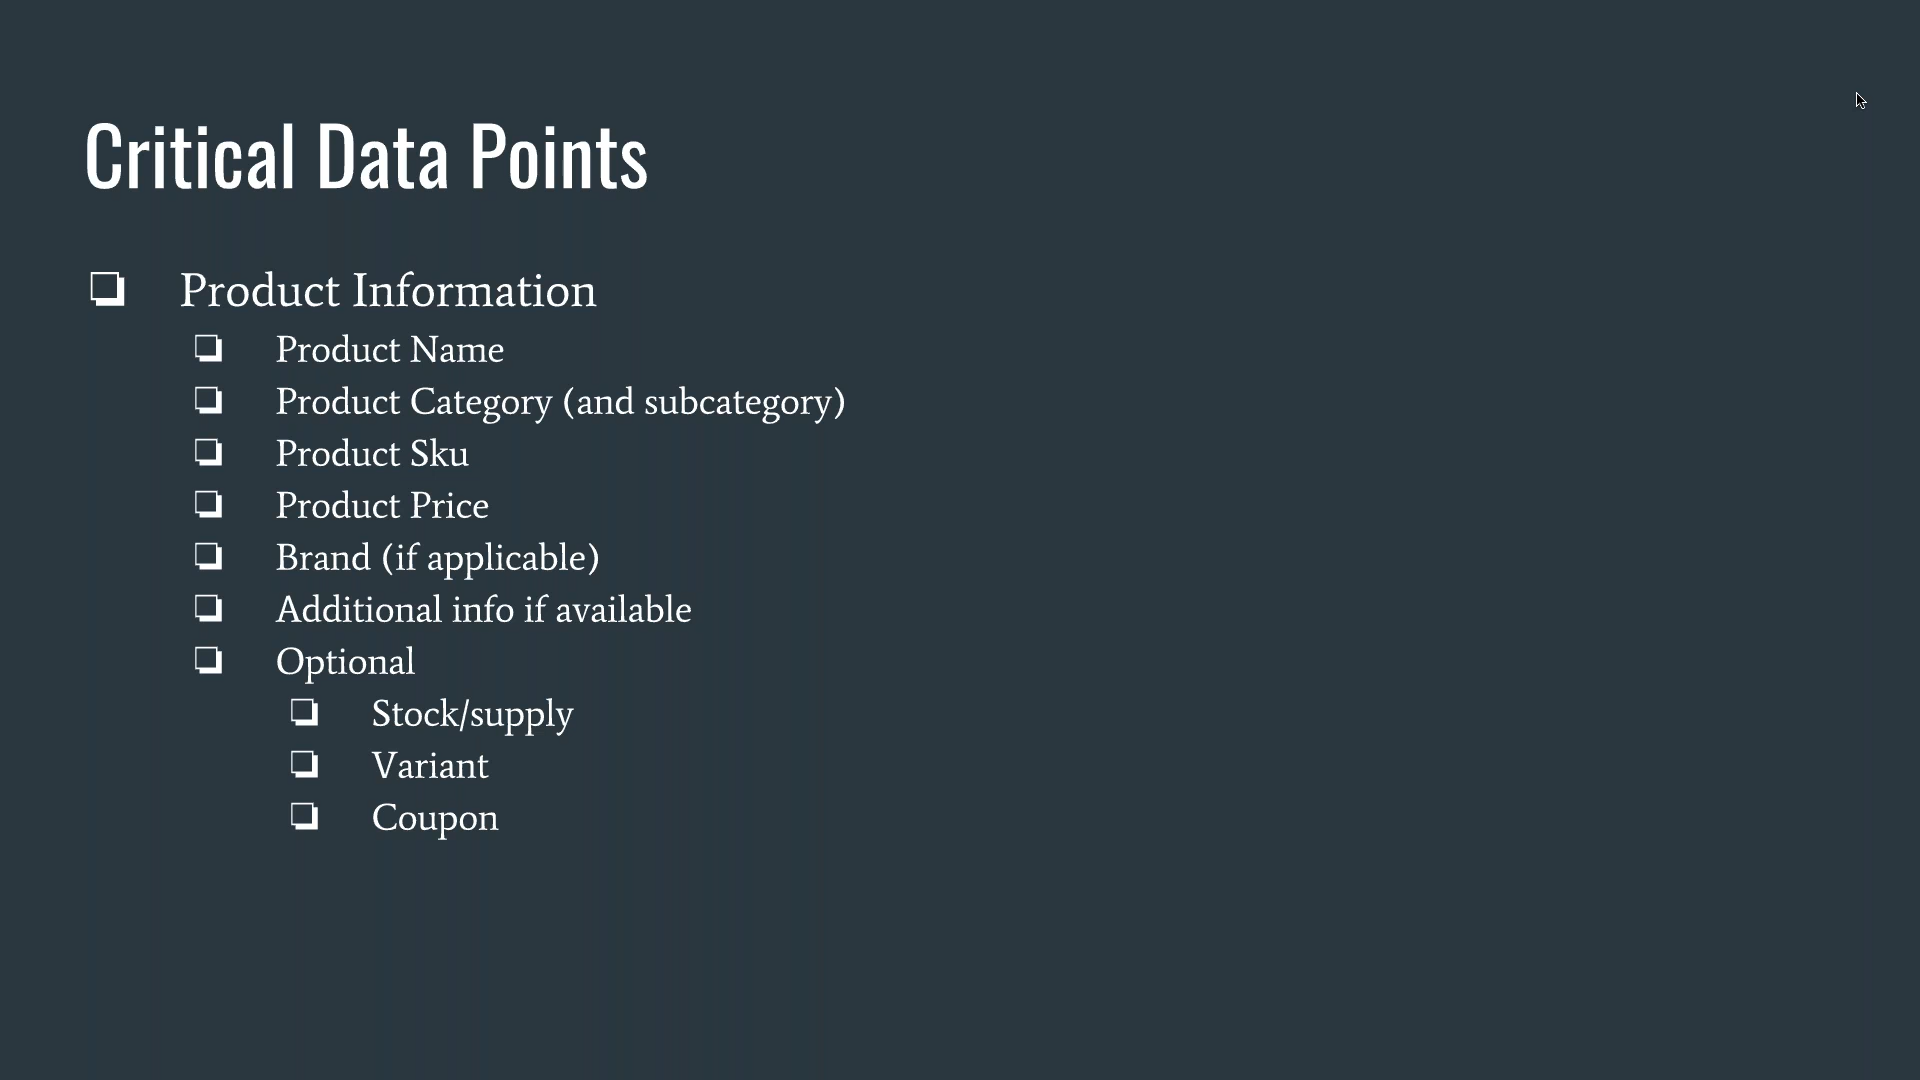 Critical Data Points
Product Information
Product Name
Product Category (and subcategory)
Product Sku
Product Price
Brand (if applicable)
Additional info if available
Optional
Stock/supply
Variant
Coupon